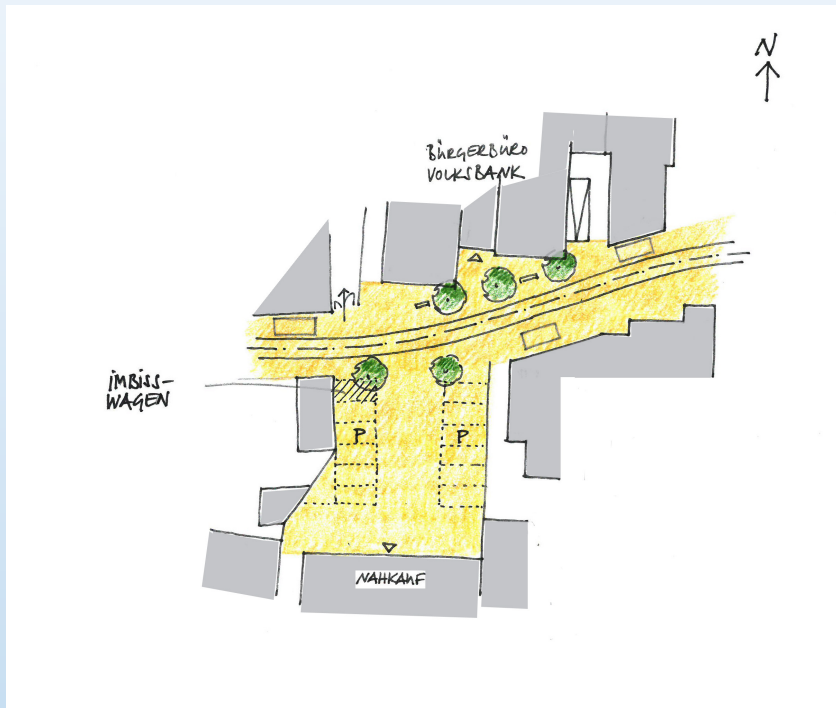 N
BÜRGERBÜRO
VOLKSBANK
IMBISS-
WAGEN
P
P
NAHKAUF